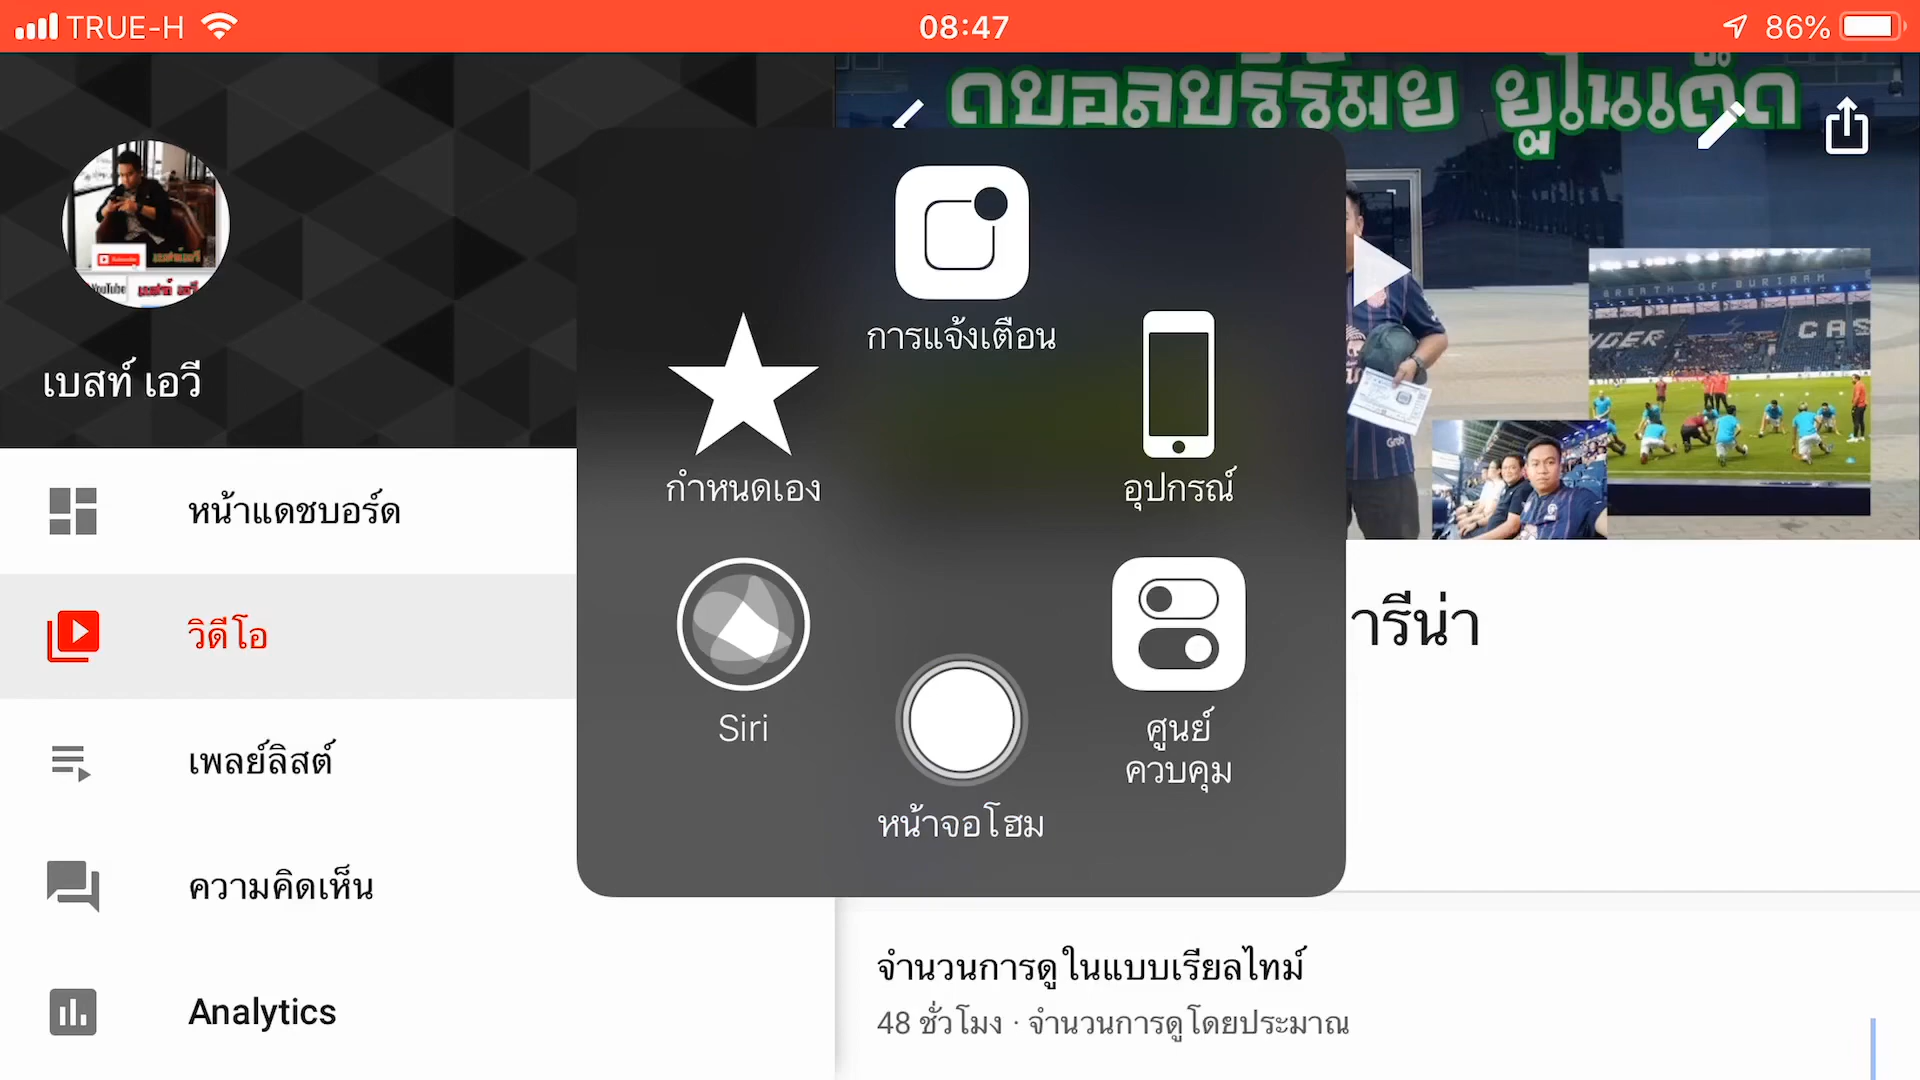 TRUE-H
08:47
86%
ดบอลบุรีรัมย์ ยูไนเต็ด
เบสท์ เอวี
หน้าแดชบอร์ด
วิดีโอ
เพลย์ลิสต์
ความคิดเห็น
Analytics
การแจ้งเตือน
กำหนดเอง
อุปกรณ์
Siri
ศูนย์
ควบคุม
หน้าจอโฮม
BREATH OF BURIRAM
CAS
Grab
YouTube
ารีน่า
จำนวนการดูในแบบเรียลไทม์
48 ชั่วโมง · จำนวนการดูโดยประมาณ